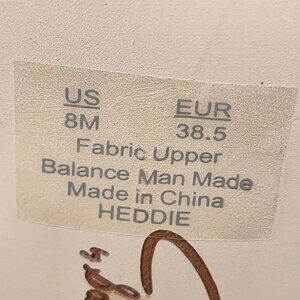 US EUR
8M 38.5
Fabric Upper
Balance Man Made
Made in China
HEDDIE